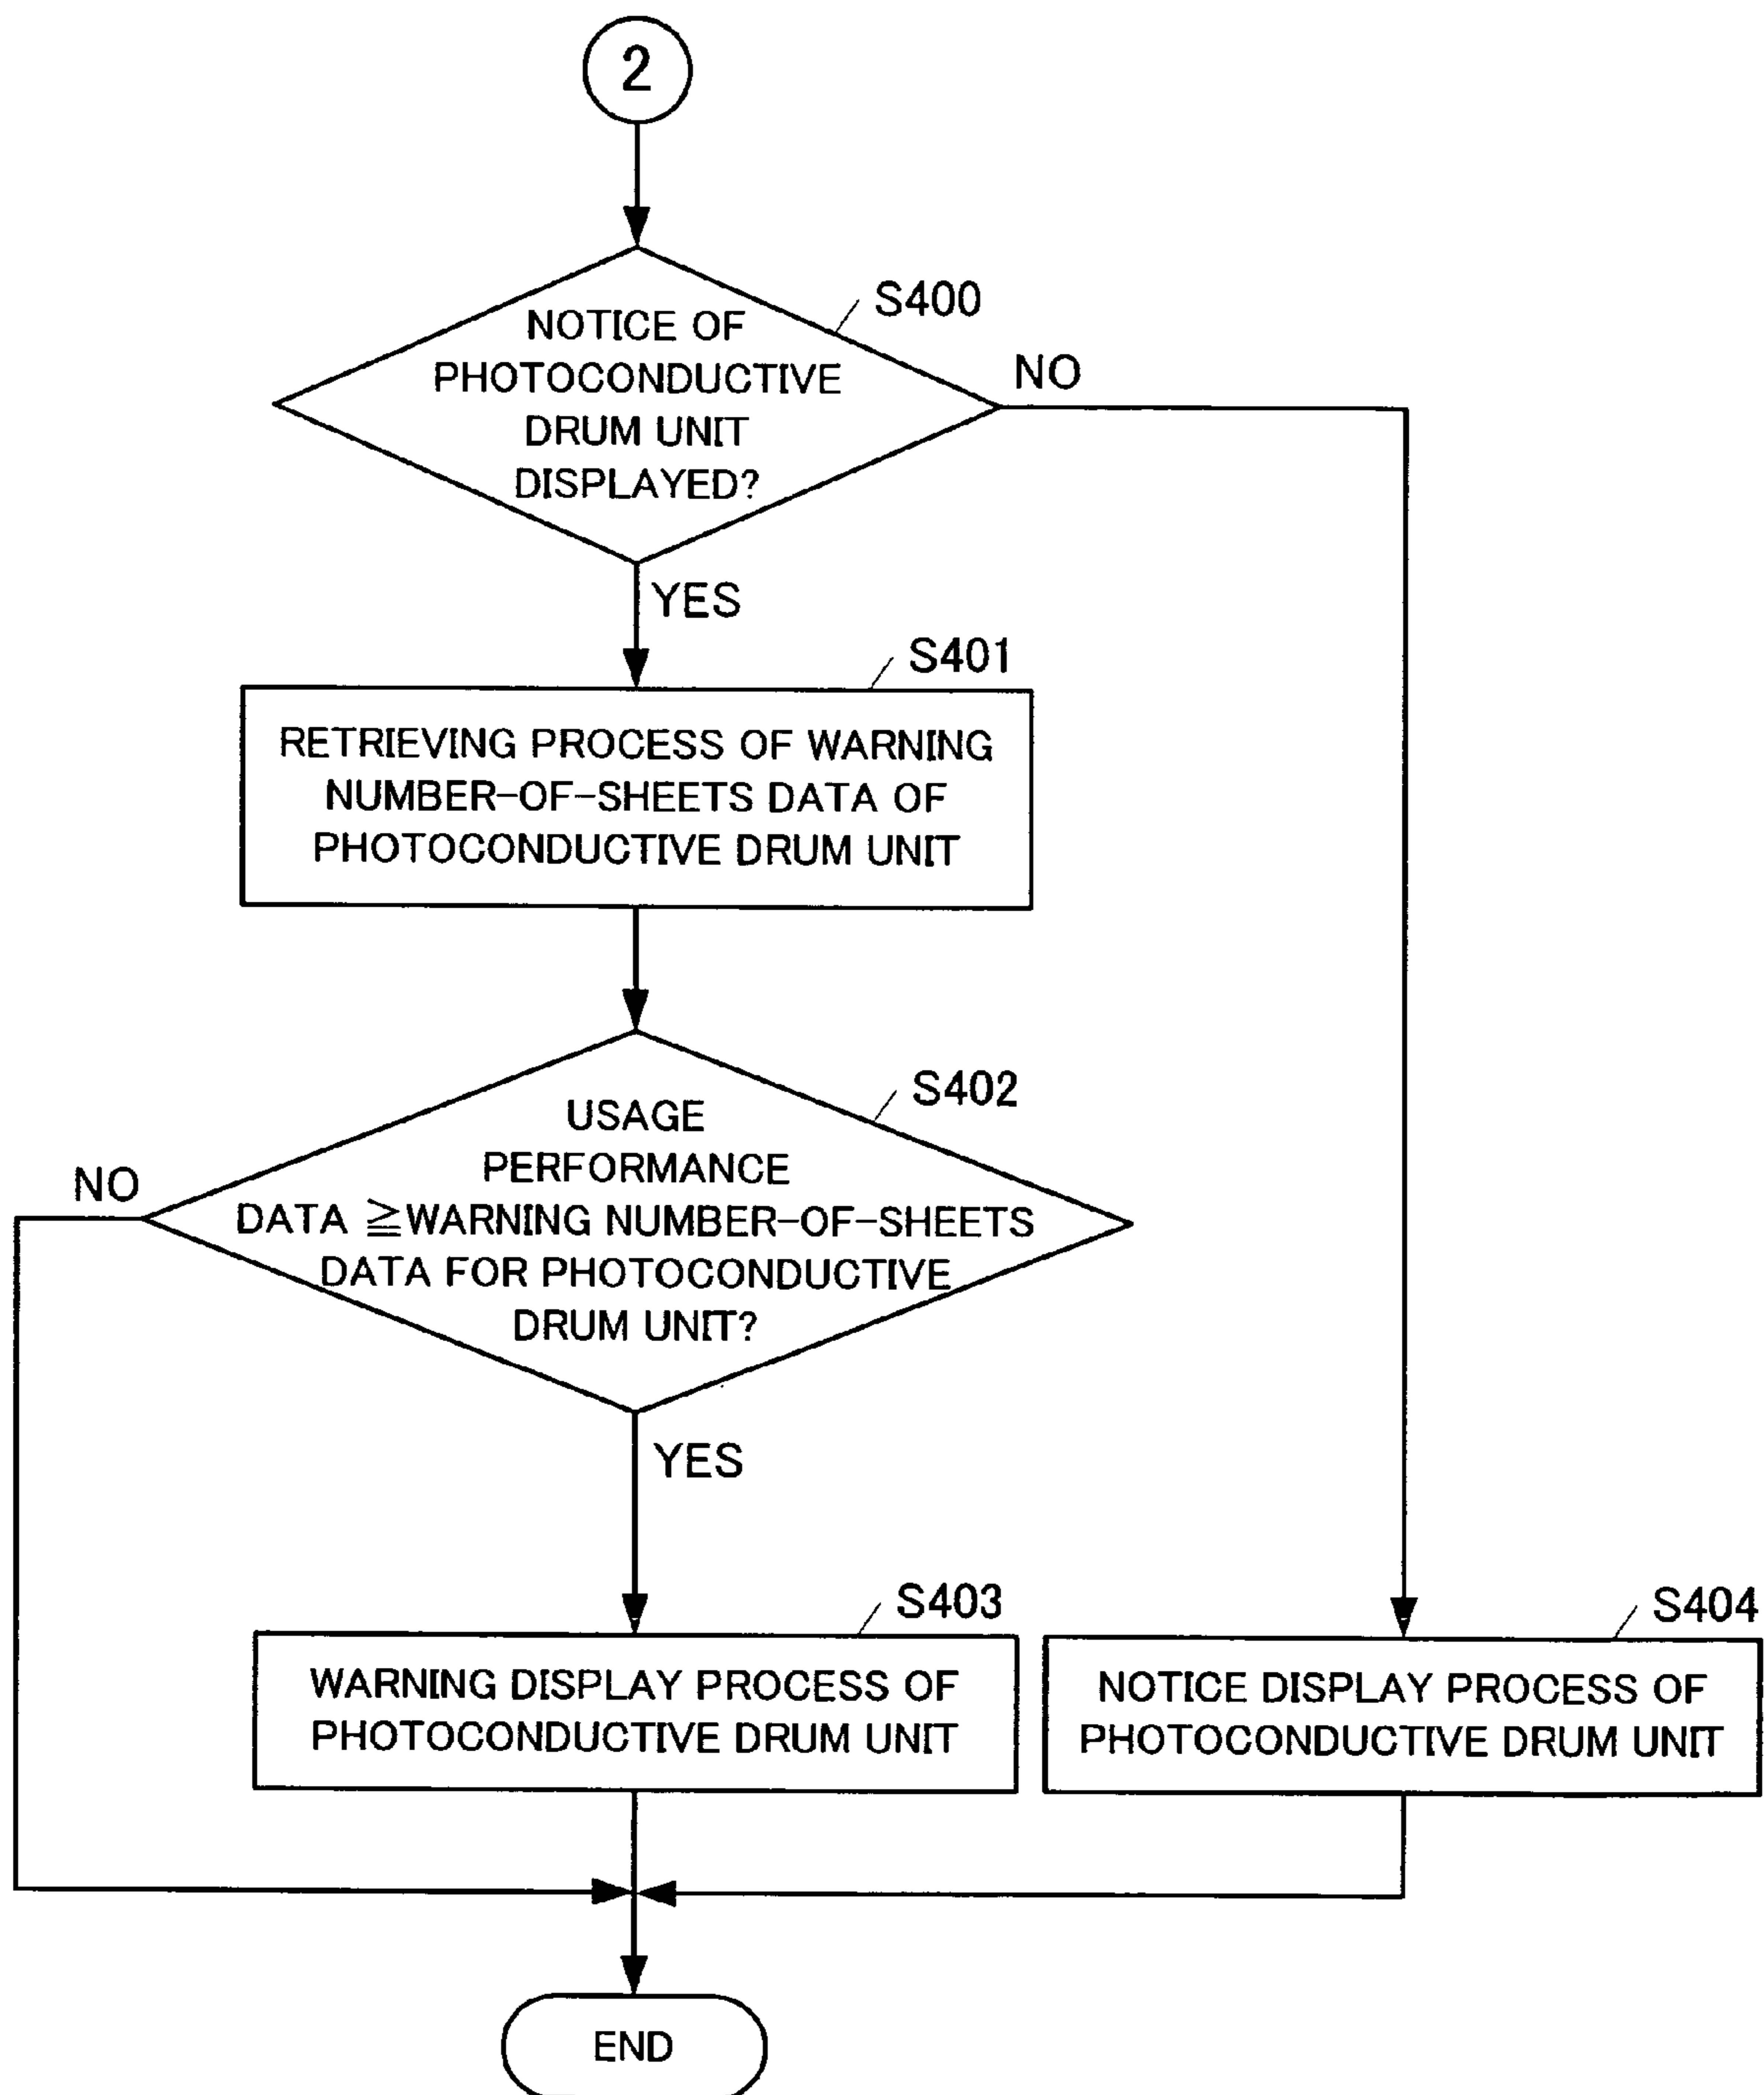 2
S400
NOTICE OF
PHOTOCONDUCTIVE
DRUM UNIT
DISPLAYED?
NO
YES
S401
RETRIEVING PROCESS OF WARNING
NUMBER-OF-SHEETS DATA OF
PHOTOCONDUCTIVE DRUM UNIT
S402
USAGE
PERFORMANCE
DATA ≧WARNING NUMBER-OF-SHEETS
DATA FOR PHOTOCONDUCTIVE
DRUM UNIT?
NO
YES
S403
WARNING DISPLAY PROCESS OF
PHOTOCONDUCTIVE DRUM UNIT
S404
NOTICE DISPLAY PROCESS OF
PHOTOCONDUCTIVE DRUM UNIT
END